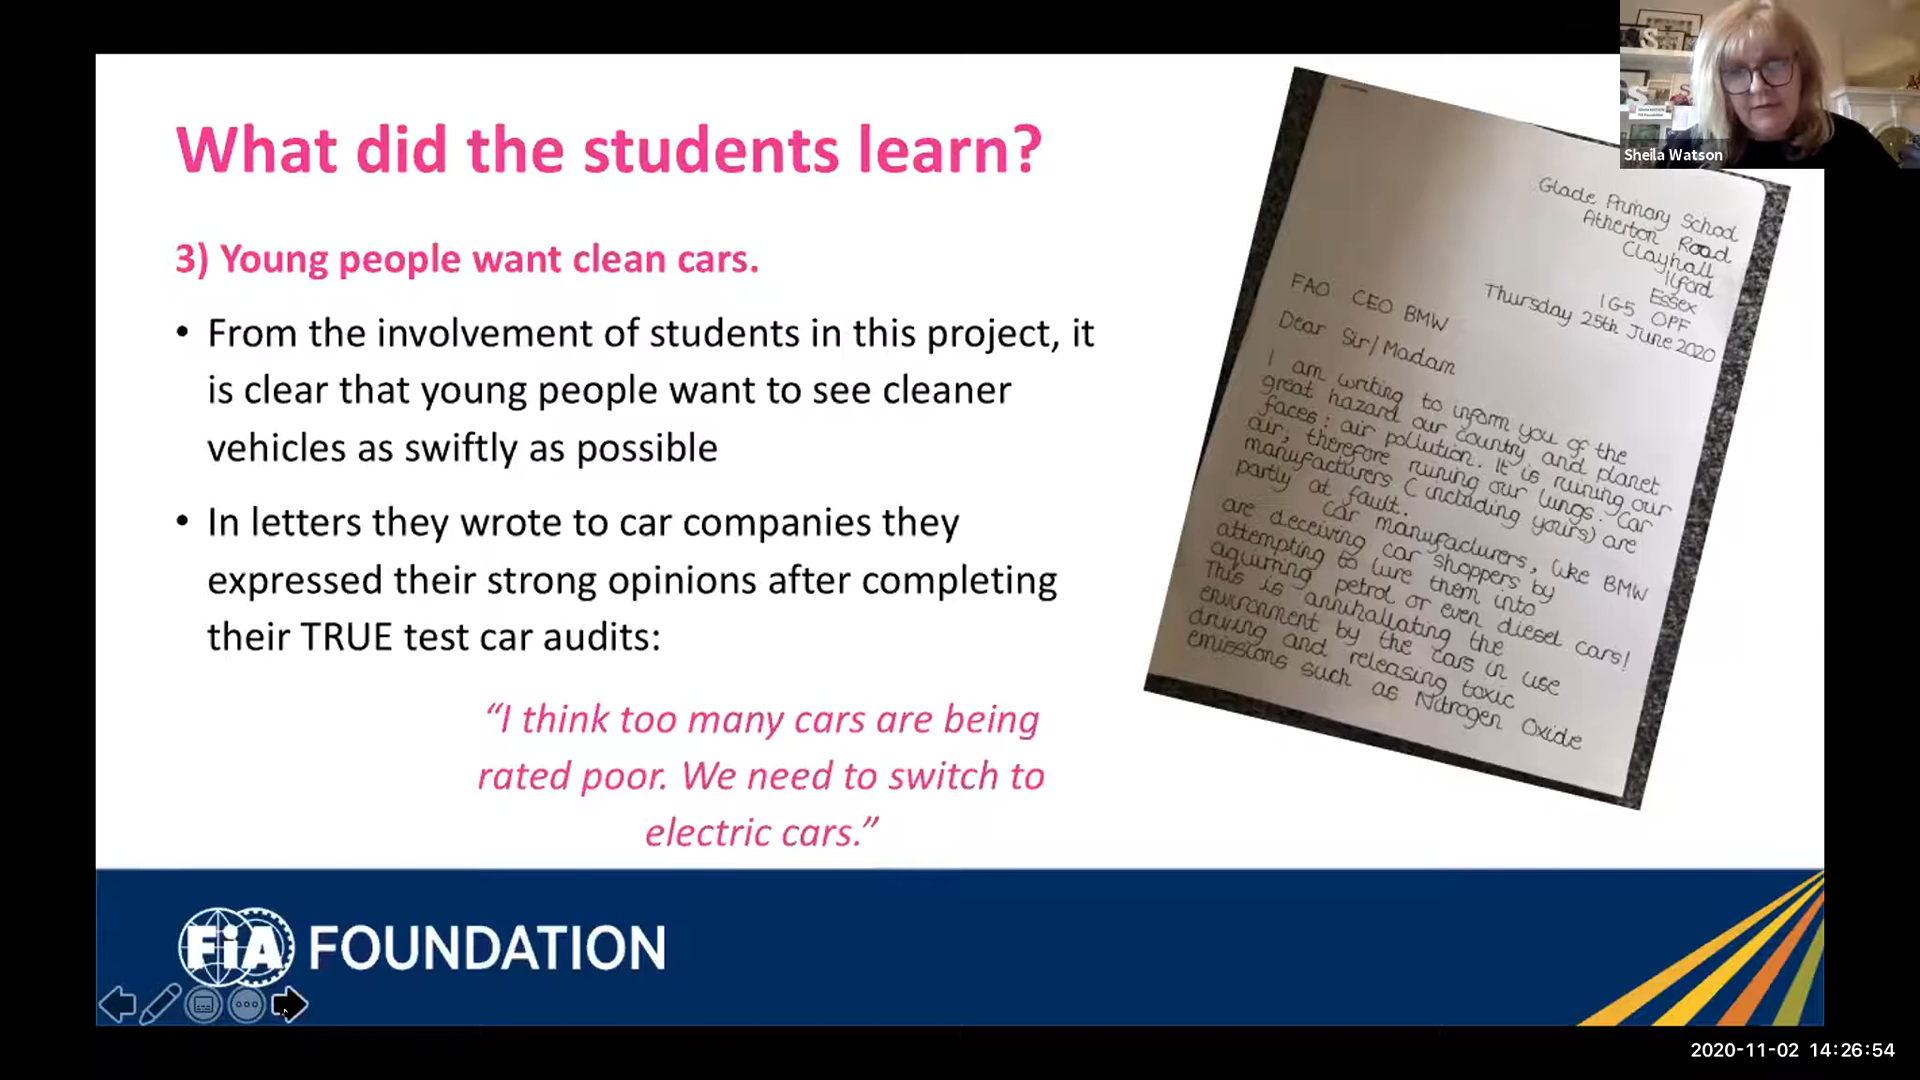 What did the students learn?
3) Young people want clean cars.
• From the involvement of students in this project, it
is clear that young people want to see cleaner
vehicles as swiftly as possible
• In letters they wrote to car companies they
expressed their strong opinions after completing
their TRUE test car audits:
“I think too many cars are being
rated poor. We need to switch to
electric cars.”
Glade Primary School
Atherton Road
Clayhall
Ilford
Essex
IG5 OPF
Thursday 25th June 2020
FAO CEO BMW
Dear Sir/Madam
I am writing to inform you of the
great hazard our country and planet
faces: air pollution. It is ruining our
air, therefore ruining our lungs. Car
manufacturers (including yours) are
partly at fault.
Car manufacturers, like BMW
are deceiving car shoppers by
attempting to lure them into
aquirring petrol or even diesel cars!
This is annihaliating the
environment by the cars in use
driving and releasing toxic
emissions such as Nitrogen Oxide
Sheila Watson
FiA FOUNDATION
2020-11-02 14:26:54